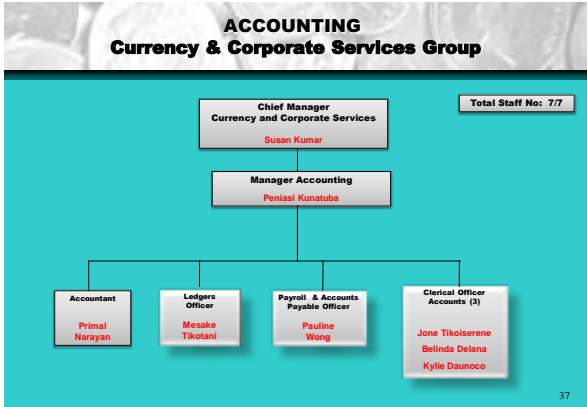 ACCOUNTING
Currency & Corporate Services Group
Total Staff No: 7/7
Chief Manager
Currency and Corporate Services
Susan Kumar
Manager Accounting
Peniasi Kunatuba
Accountant
Primal
Narayan
Ledgers
Officer
Mesake
Tikotani
Payroll & Accounts
Payable Officer
Pauline
Wong
Clerical Officer
Accounts (3)
Jone Tikoiserene
Belinda Delana
Kylie Daunoco
37